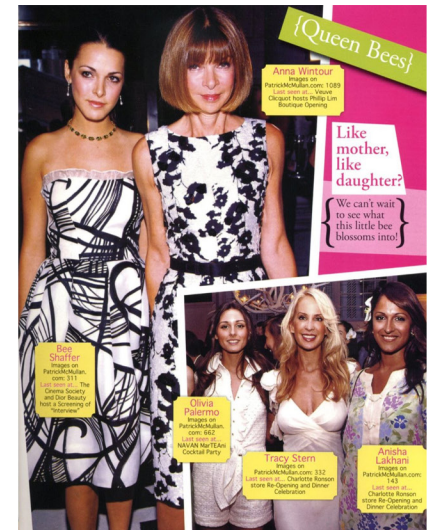 {Queen Bees}
Anna Wintour
Images on
PatrickMcMullan.com: 1089
Last seen at... Veuve
Clicquot hosts Phillip Lim
Boutique Opening
Like
mother,
like
daughter?
{We can't wait
to see what
this little bee
blossoms into!}
Bee
Shaffer
Images on
PatrickMcMullan.
com: 311
Last seen at... The
Cinema Society
and Dior Beauty
host a Screening of
"Interview"
Olivia
Palermo
Images on
PatrickMcMullan.
com: 662
Last seen at...
NAVAN MarTEAni
Cocktail Party
Tracy Stern
Images on
PatrickMcMullan.com: 332
Last seen at... Charlotte Ronson
store Re-Opening and Dinner
Celebration
Anisha
Lakhani
Images on
PatrickMcMullan.com:
143
Last seen at...
Charlotte Ronson
store Re-Opening and
Dinner Celebration